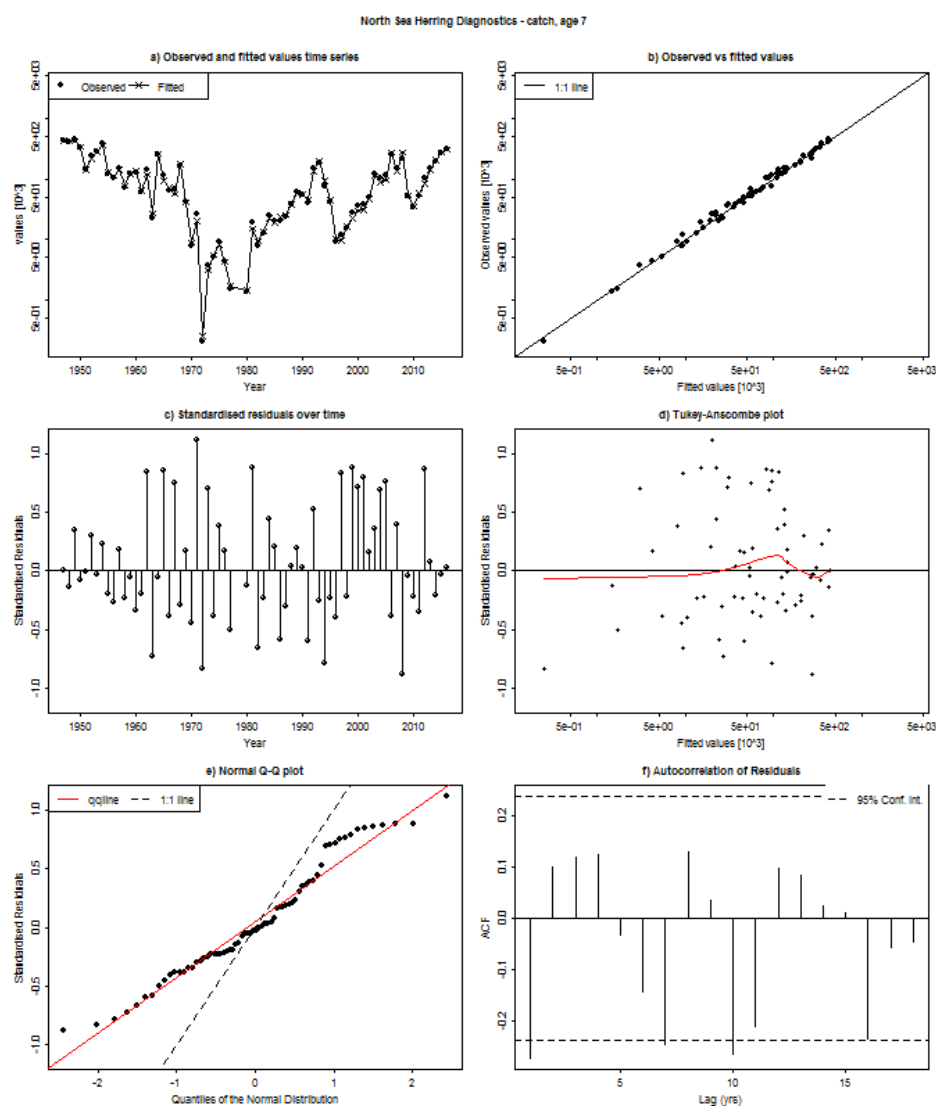 North Sea Herring Diagnostics - catch, age 7
a) Observed and fitted values time series
Observed Fitted
values [10^3]
5e+03
5e+02
5e+01
5e+00
5e-01
1950 1960 1970 1980 1990 2000 2010
Year
b) Observed vs fitted values
1:1 line
Observed values [10^3]
5e+03
5e+02
5e+01
5e+00
5e-01
5e-01 5e+00 5e+01 5e+02 5e+03
Fitted values [10^3]
c) Standardised residuals over time
Standardised Residuals
1.0
0.5
0.0
-0.5
-1.0
1950 1960 1970 1980 1990 2000 2010
Year
d) Tukey-Anscombe plot
Standardised Residuals
1.0
0.5
0.0
-0.5
-1.0
5e-01 5e+00 5e+01 5e+02 5e+03
Fitted values [10^3]
e) Normal Q-Q plot
qqline 1:1 line
Standardised Residuals
1.0
0.5
0.0
-0.5
-1.0
-2 -1 0 1 2
Quantiles of the Normal Distribution
f) Autocorrelation of Residuals
95% Conf. Int.
ACF
0.2
0.1
0.0
-0.1
-0.2
5 10 15
Lag (yrs)